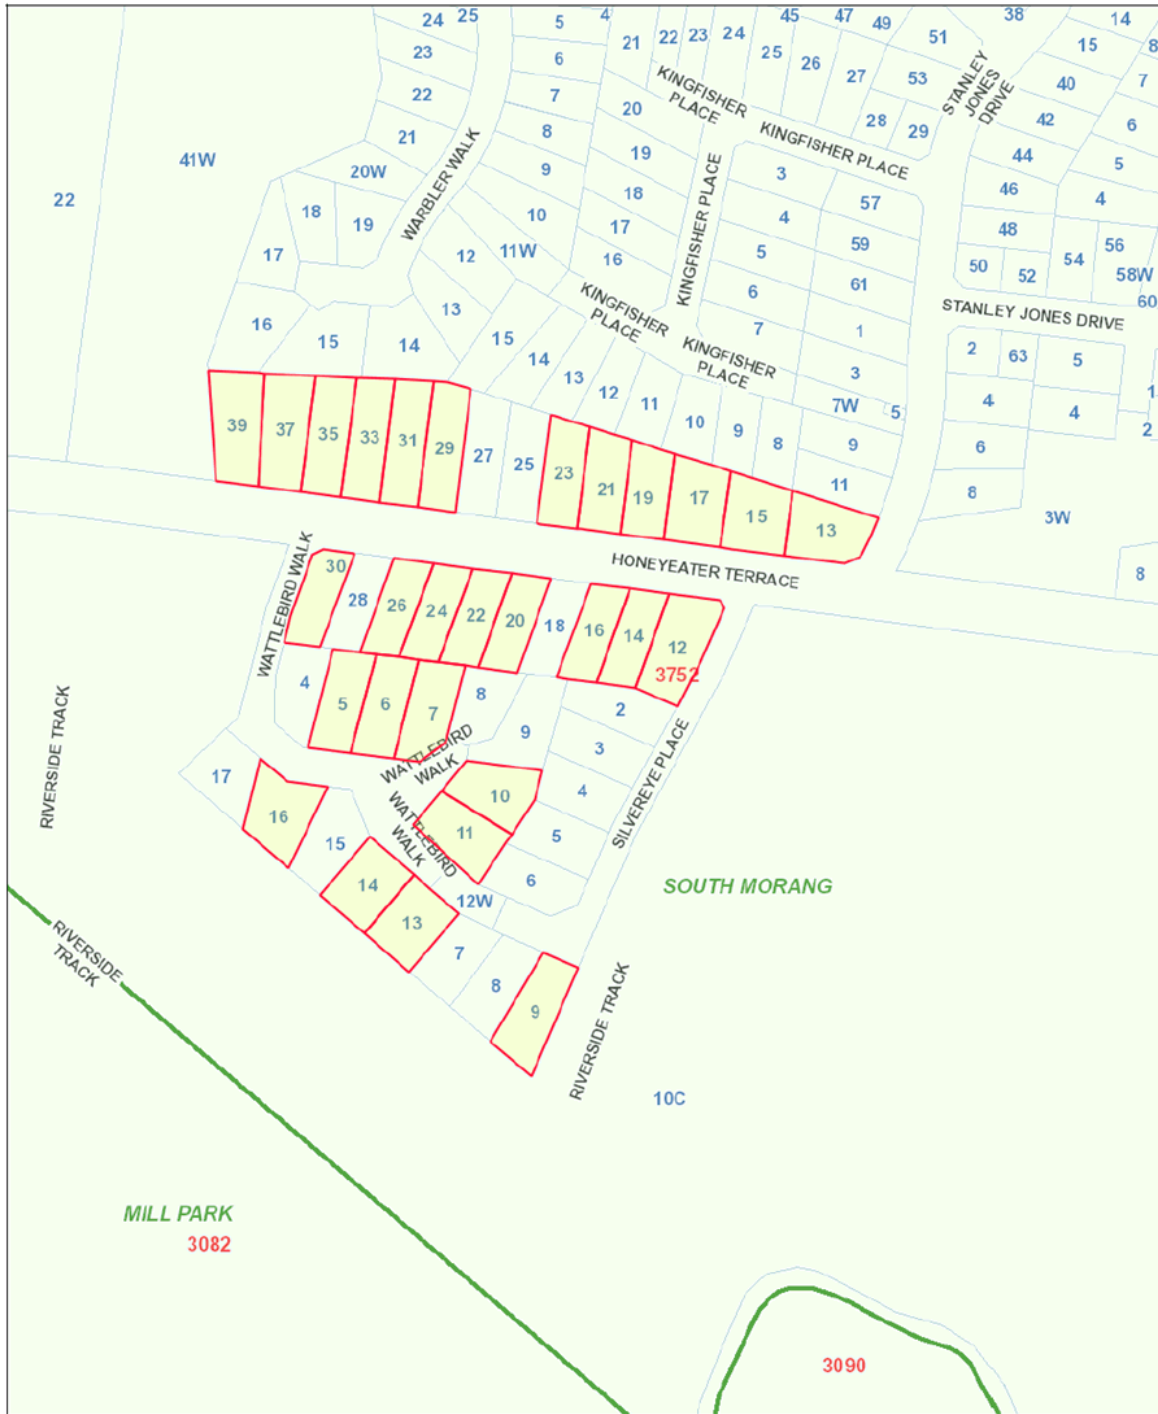 24 25 5 4 45 47 49 38 14
23 6 21 22 23 24 25 26 27 51 15 8
22 7 53 40 7
KINGFISHER
PLACE
STANLEY
JONES
DRIVE
21 8 20 28 29 42 6
KINGFISHER PLACE
41W 20W 9 19 3 44 5
WARBLER WALK
22 18 19 10 18 4 57 46 4
KINGFISHER PLACE
17 12 11W 17 16 5 59 48 56
50 52 54 58W
13 6 61 60
KINGFISHER
PLACE
STANLEY JONES DRIVE
16 15 14 15 14 7 1 2 63 5
KINGFISHER
PLACE
13 12 11 3 4 4 1
39 37 35 33 31 29 27 25 10 9 8 7W 5 2
23 21 19 17 15 13 9 11 6 8
3W
HONEYEATER TERRACE
8
WATTLEBIRD WALK
30 28 26 24 22 20 18 16 14 12
3752
4 5 6 7 8 9 2
3
WATTLEBIRD
WALK
SILVEREYE PLACE
RIVERSIDE TRACK
17 16 15 10 4
11 5
WATTLEBIRD
WALK
14 6
SOUTH MORANG
13 12W
7 8 9
RIVERSIDE
TRACK
RIVERSIDE TRACK
10C
MILL PARK
3082
3090